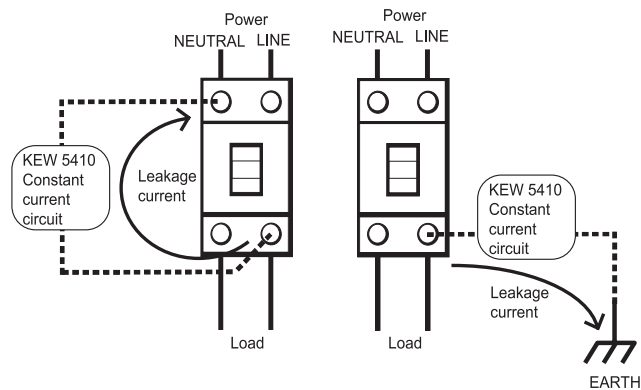 Power
NEUTRAL LINE
KEW 5410
Constant
current
circuit
Leakage
current
Load
Power
NEUTRAL LINE
KEW 5410
Constant
current
circuit
Leakage
current
Load
EARTH